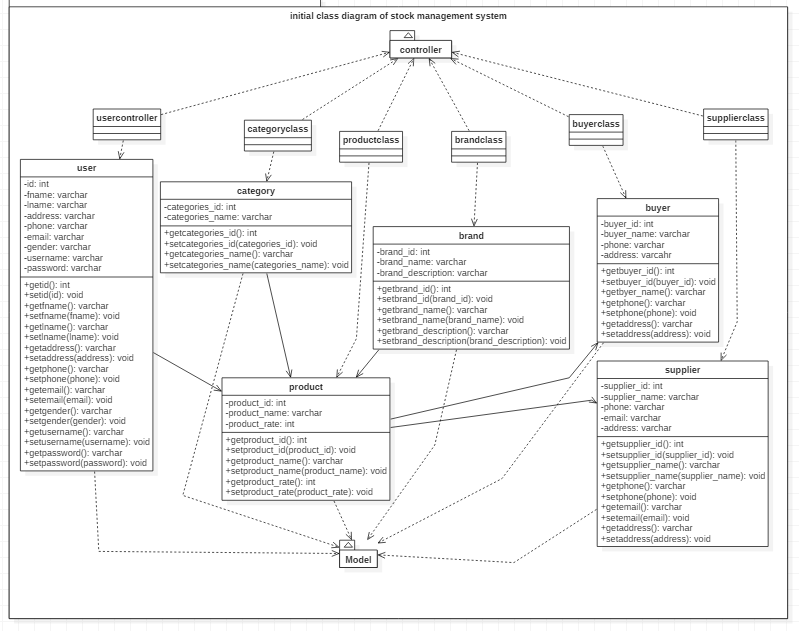 initial class diagram of stock management system
controller
usercontroller
categoryclass
productclass
brandclass
buyerclass
supplierclass
user
-id: int
-fname: varchar
-lname: varchar
-address: varchar
-phone: varchar
-email: varchar
-gender: varchar
-username: varchar
-password: varchar
+getid(): int
+setid(id): void
+getfname(): varchar
+setfname(fname): void
+getlname(): varchar
+setlname(lname): void
+getaddress(): varchar
+setaddress(address): void
+getphone(): varchar
+setphone(phone): void
+getemail(): varchar
+setemail(email): void
+getgender(): varchar
+setgender(gender): void
+getusername(): varchar
+setusername(username): void
+getpassword(): varchar
+setpassword(password): void
category
-categories_id: int
-categories_name: varchar
+getcategories_id(): int
+setcategories_id(categories_id): void
+getcategories_name(): varchar
+setcategories_name(categories_name): void
brand
-brand_id: int
-brand_name: varchar
-brand_description: varchar
+getbrand_id(): int
+setbrand_id(brand_id): void
+getbrand_name(): varchar
+setbrand_name(brand_name): void
+getbrand_description(): varchar
+setbrand_description(brand_description): void
buyer
-buyer_id: int
-buyer_name: varchar
-phone: varchar
-address: varcahr
+getbuyer_id(): int
+setbuyer_id(buyer_id): void
+getbyer_name(): varchar
+getphone(): varchar
+setphone(phone): void
+getaddress(): varchar
+setaddress(address): void
product
-product_id: int
-product_name: varchar
-product_rate: int
+getproduct_id(): int
+setproduct_id(product_id): void
+getproduct_name(): varchar
+setproduct_name(product_name): void
+getproduct_rate(): int
+setproduct_rate(product_rate): void
supplier
-supplier_id: int
-supplier_name: varchar
-phone: varchar
-email: varchar
-address: varchar
+getsupplier_id(): int
+setsupplier_id(supplier_id): void
+getsupplier_name(): varchar
+setsupplier_name(supplier_name): void
+getphone(): varchar
+setphone(phone): void
+getemail(): varchar
+setemail(email): void
+getaddress(): varchar
+setaddress(address): void
Model